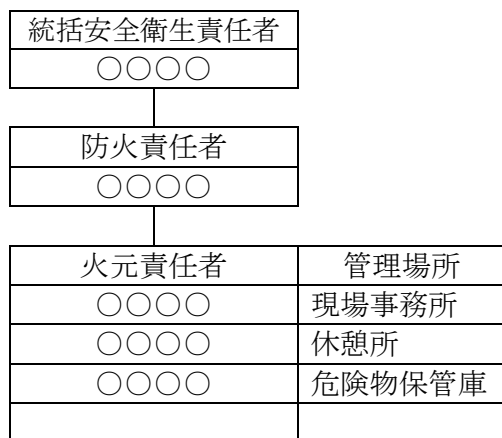 統括安全衛生責任者
○○○○
防火責任者
○○○○
火元責任者 管理場所
○○○○ 現場事務所
○○○○ 休憩所
○○○○ 危険物保管庫